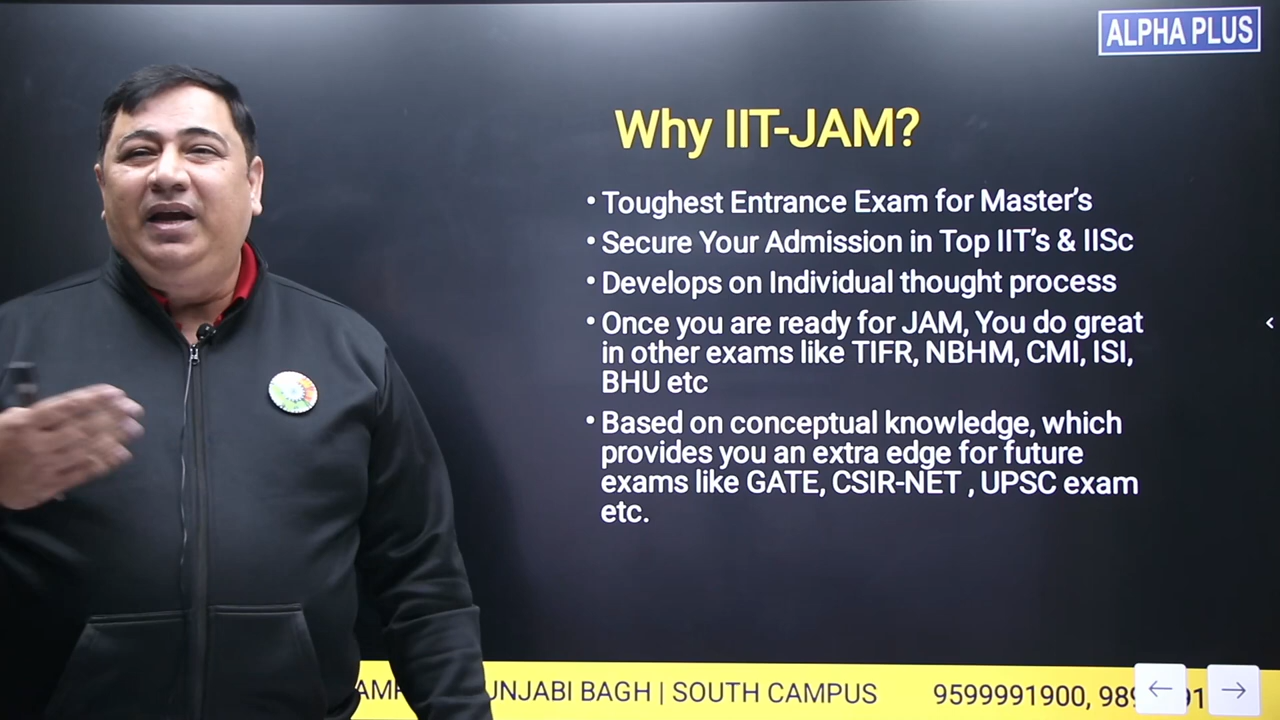 ALPHA PLUS
Why IIT-JAM?
• Toughest Entrance Exam for Master's
• Secure Your Admission in Top IIT's & IISc
• Develops on Individual thought process
• Once you are ready for JAM, You do great
in other exams like TIFR, NBHM, CMI, ISI,
BHU etc
• Based on conceptual knowledge, which
provides you an extra edge for future
exams like GATE, CSIR-NET , UPSC exam
etc.
BAGH | SOUTH CAMPUS 9599991900,